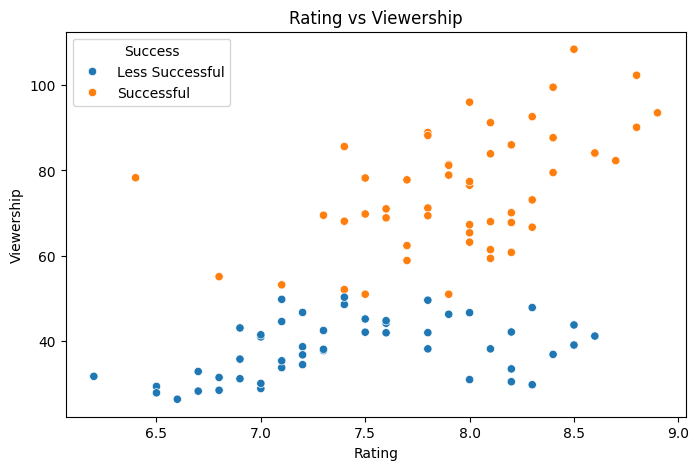 Rating vs Viewership
Success
Less Successful
Successful
100
80
60
40
Viewership
6.5
7.0
7.5
8.0
8.5
9.0
Rating